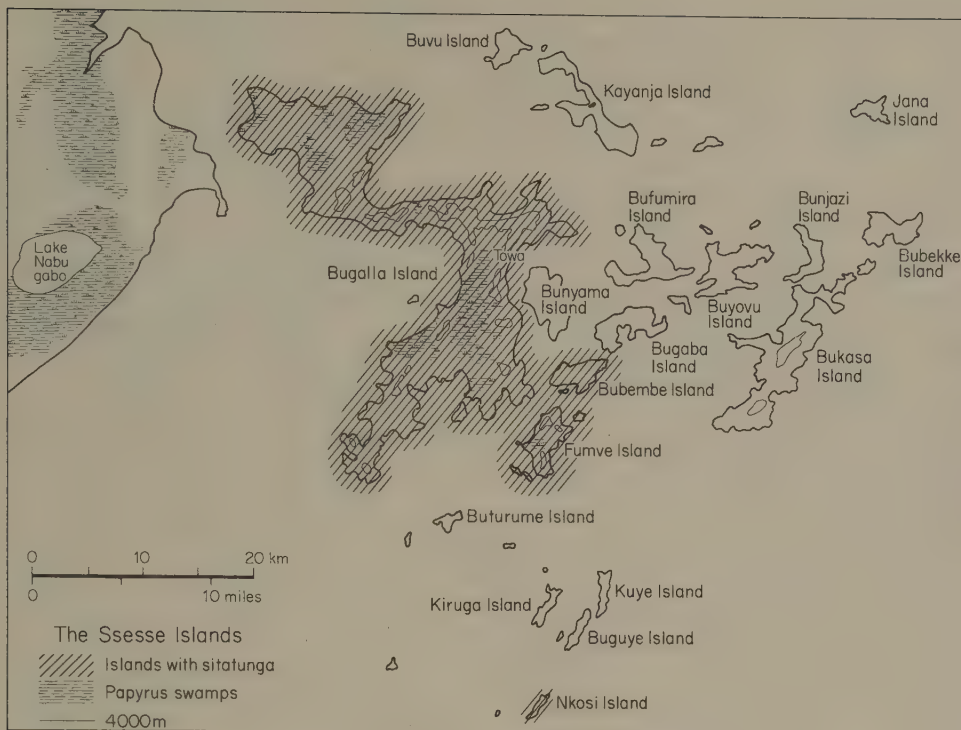 Buvu Island
Kayanja Island
Jana
Island
Bufumira
Island
Bunjazi
Island
Lake
Nabu
gabo
Bugalla Island
Towa
Bubekke
Island
Bunyama
Island
Buyovu
Island
Bugaba
Island
Bukasa
Island
Bubembe Island
Fumve Island
Buturume Island
0 10 20 km
0 10 miles
Kiruga Island
Kuye Island
Buguye Island
The Ssesse Islands
Islands with sitatunga
Papyrus swamps
4000m
Nkosi Island